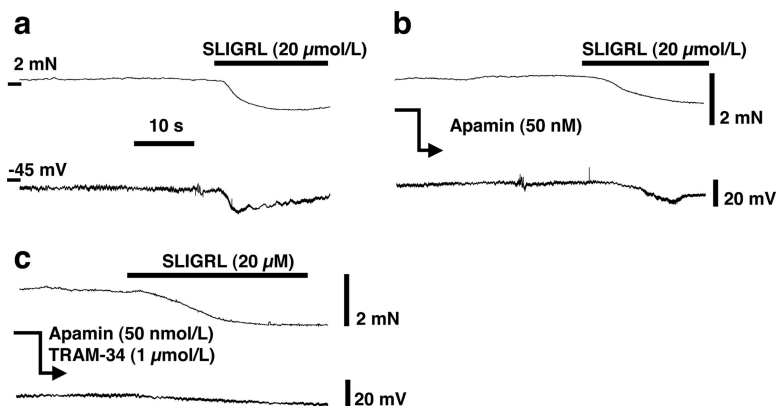 a
SLIGRL (20 µmol/L)
2 mN
10 s
-45 mV
b
SLIGRL (20 µmol/L)
2 mN
Apamin (50 nM)
20 mV
c
SLIGRL (20 µM)
2 mN
Apamin (50 nmol/L)
TRAM-34 (1 µmol/L)
20 mV